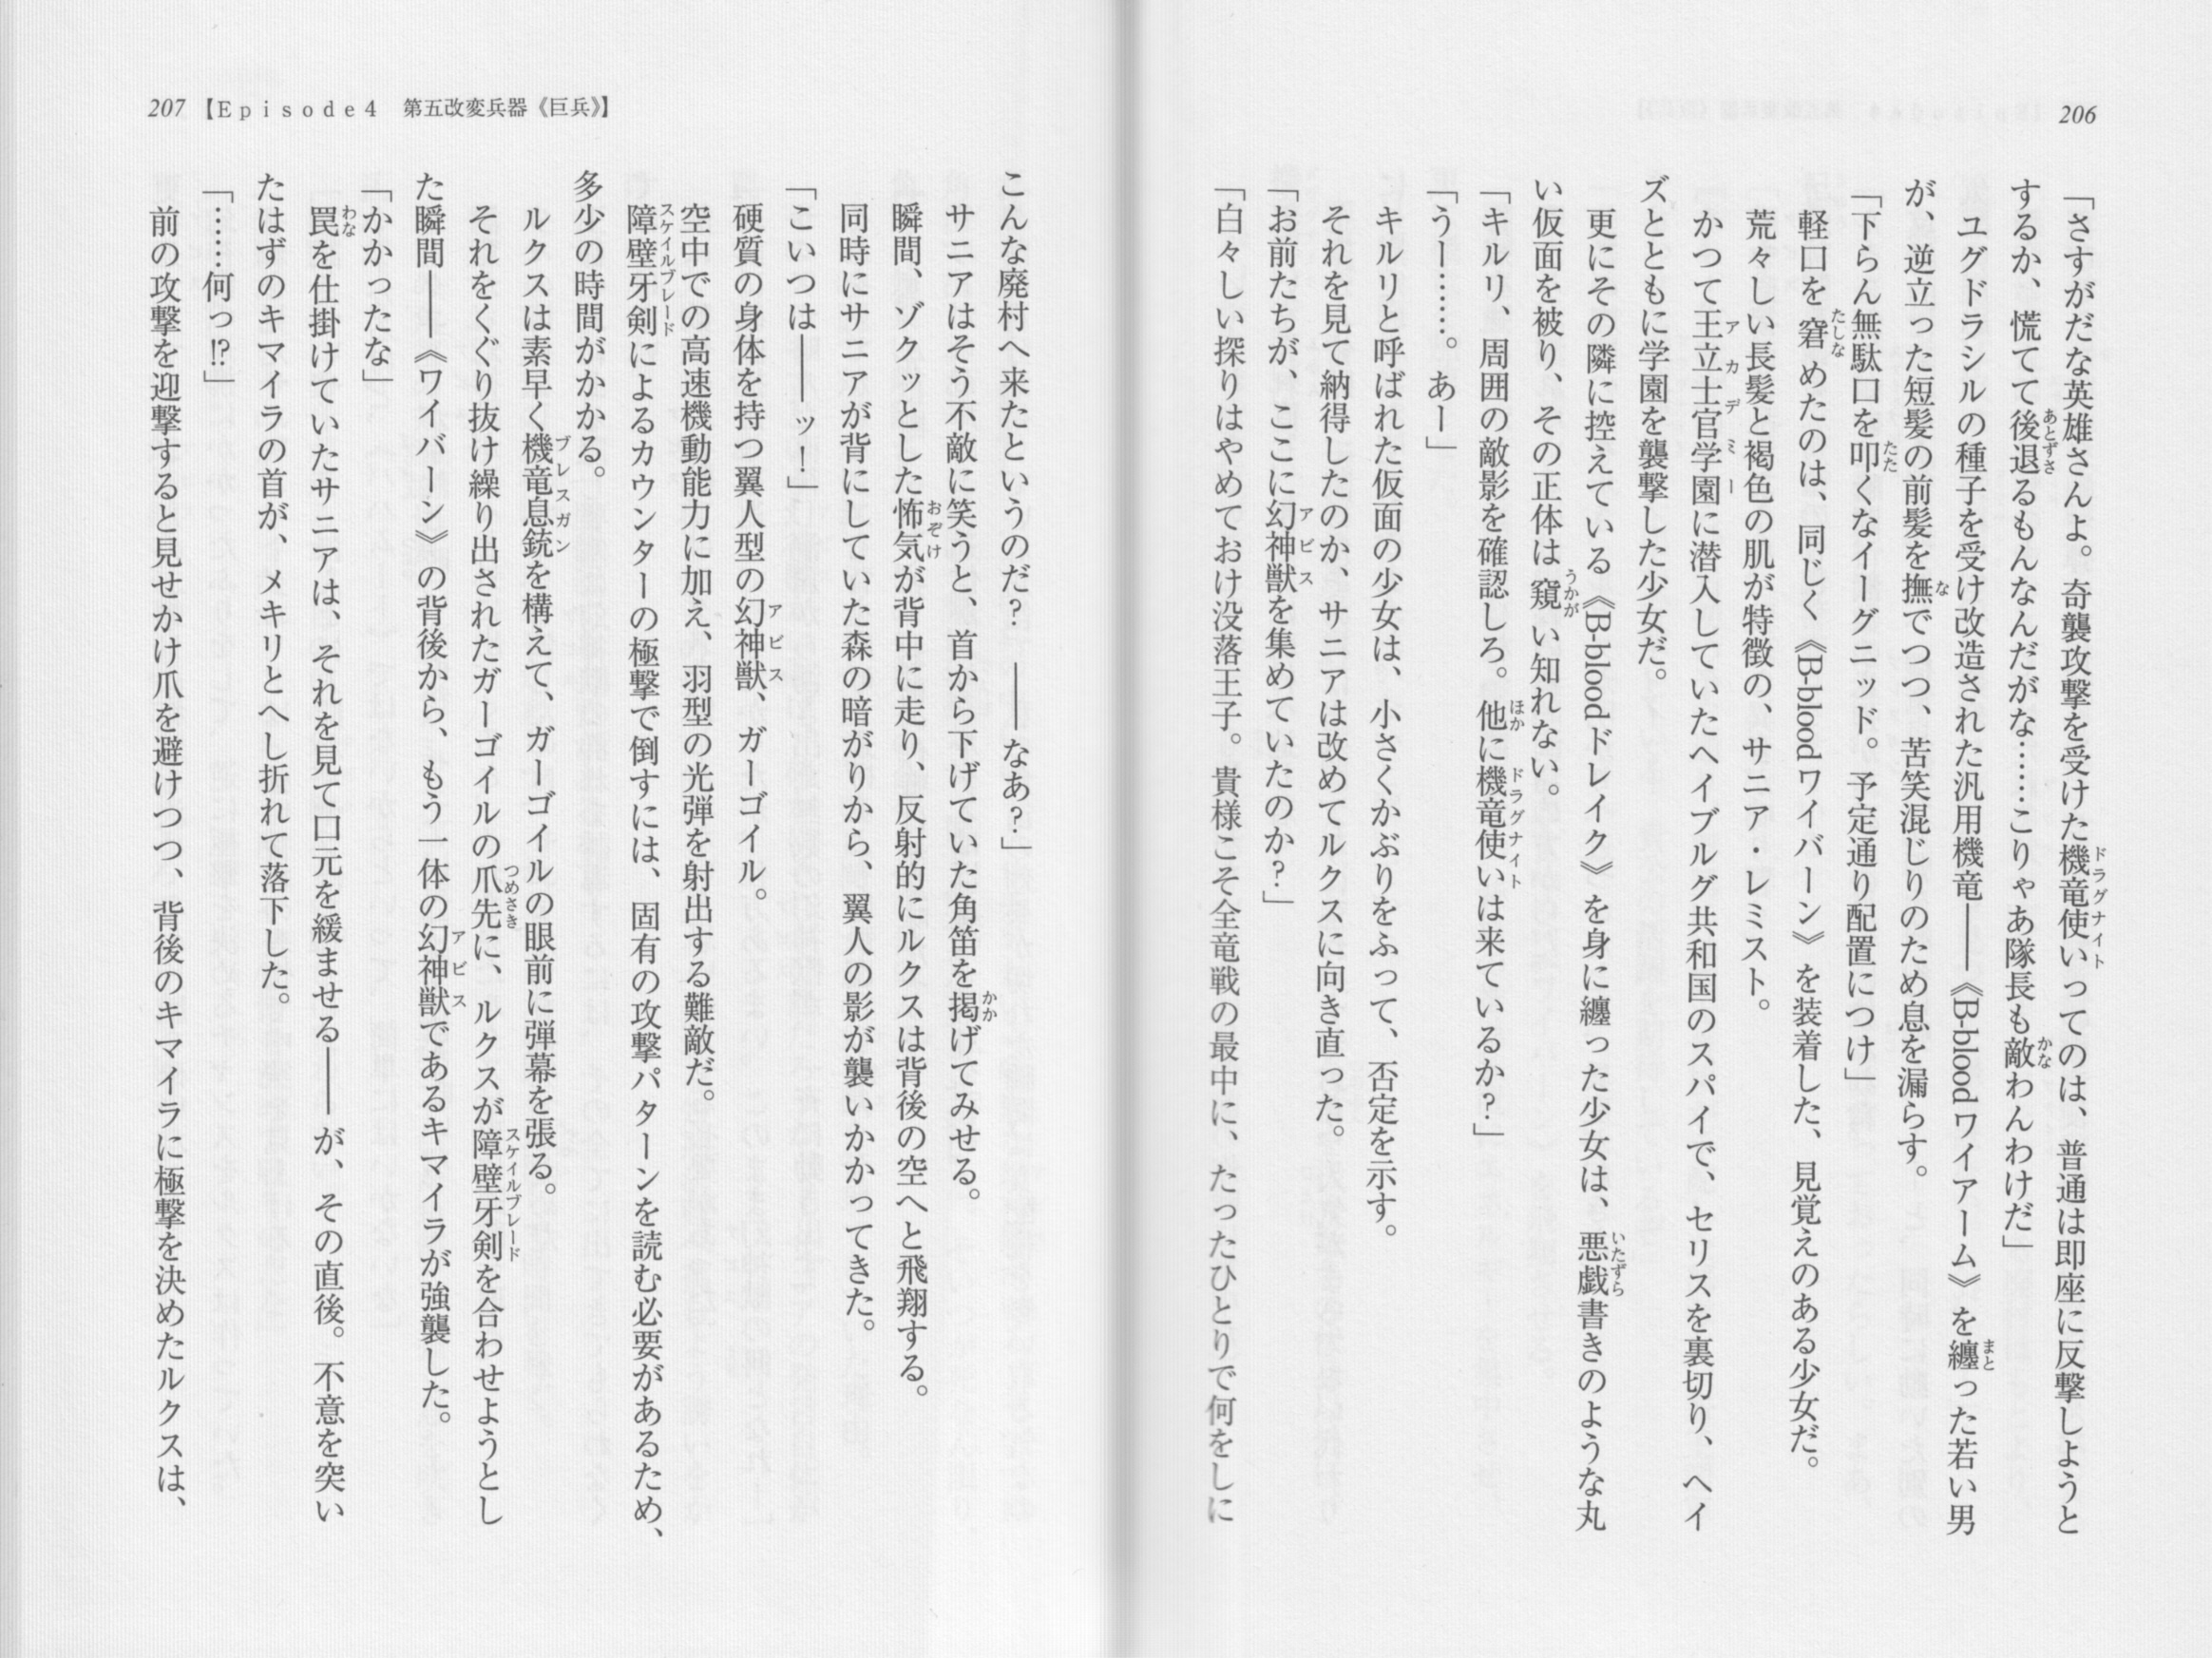 206
「さすがだな英雄さんよ。奇襲攻撃を受けた機竜使いってのは、普通は即座に反撃しようと
するか、慌てて後退るもんなんだがな……こりゃあ隊長も敵わんわけだ」
　ユグドラシルの種子を受け改造された汎用機竜――《B-bloodワイアーム》を纏った若い男
が、逆立った短髪の前髪を撫でつつ、苦笑混じりのため息を漏らす。
「下らん無駄口を叩くなイーグニッド。予定通り配置につけ」
　軽口を窘めたのは、同じく《B-bloodワイバーン》を装着した、見覚えのある少女だ。
　荒々しい長髪と褐色の肌が特徴の、サニア・レミスト。
　かつて王立士官学園に潜入していたヘイブルグ共和国のスパイで、セリスを裏切り、ヘイ
ズとともに学園を襲撃した少女だ。
　更にその隣に控えている《B-bloodドレイク》を身に纏った少女は、悪戯書きのような丸
い仮面を被り、その正体は窺い知れない。
「キルリ、周囲の敵影を確認しろ。他に機竜使いは来ているか？」
「うー……。あー」
　キルリと呼ばれた仮面の少女は、小さくかぶりをふって、否定を示す。
　それを見て納得したのか、サニアは改めてルクスに向き直った。
「お前たちが、ここに幻神獣を集めていたのか？」
「白々しい探りはやめておけ没落王子。貴様こそ全竜戦の最中に、たったひとりで何をしに
207【Episode4　第五改変兵器《巨兵》】
こんな廃村へ来たというのだ？　――なあ？」
　サニアはそう不敵に笑うと、首から下げていた角笛を掲げてみせる。
　瞬間、ゾクッとした怖気が背中に走り、反射的にルクスは背後の空へと飛翔する。
　同時にサニアが背にしていた森の暗がりから、翼人の影が襲いかかってきた。
「こいつは――ッ！」
　硬質の身体を持つ翼人型の幻神獣、ガーゴイル。
　空中での高速機動能力に加え、羽型の光弾を射出する難敵だ。
　障壁牙剣によるカウンターの極撃で倒すには、固有の攻撃パターンを読む必要があるため、
多少の時間がかかる。
　ルクスは素早く機竜息銃を構えて、ガーゴイルの眼前に弾幕を張る。
　それをくぐり抜け繰り出されたガーゴイルの爪先に、ルクスが障壁牙剣を合わせようとし
た瞬間――《ワイバーン》の背後から、もう一体の幻神獣であるキマイラが強襲した。
「かかったな」
　罠を仕掛けていたサニアは、それを見て口元を緩ませる――が、その直後。不意を突い
たはずのキマイラの首が、メキリとへし折れて落下した。
「……何っ⁉」
　前の攻撃を迎撃すると見せかけ爪を避けつつ、背後のキマイラに極撃を決めたルクスは、